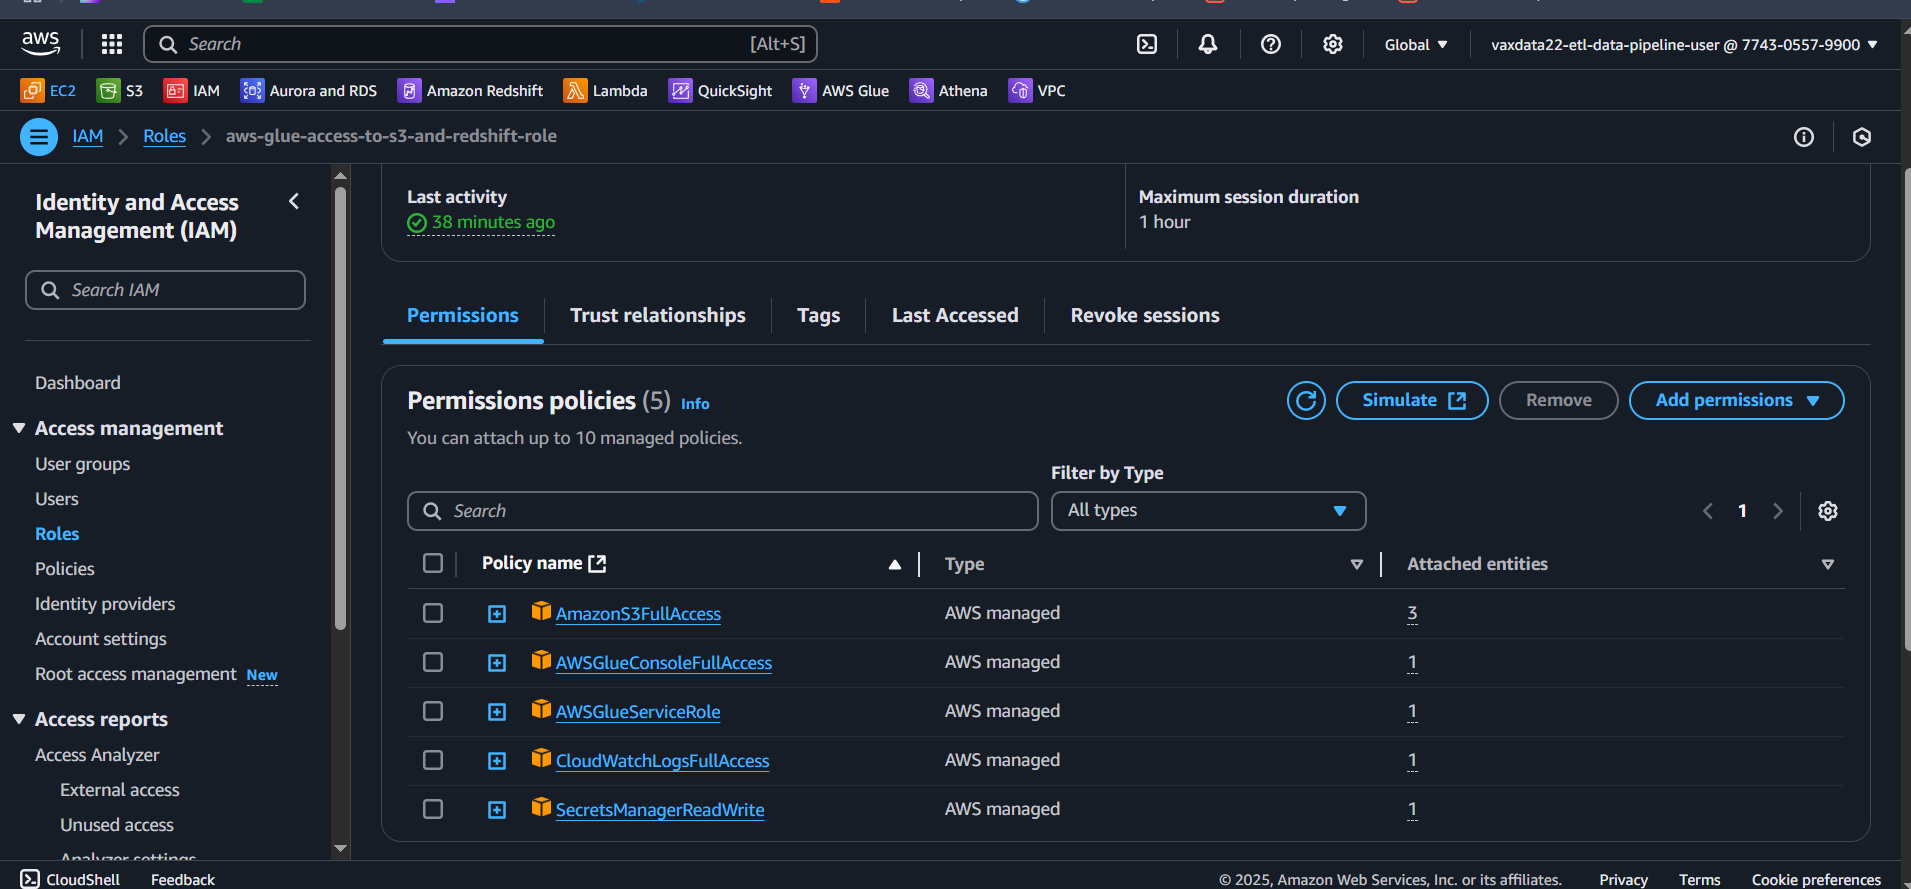 aws
Search [Alt+S]
Global
vaxdata22-etl-data-pipeline-user @ 7743-0557-9900
EC2 S3 IAM Aurora and RDS Amazon Redshift Lambda QuickSight AWS Glue Athena VPC
IAM Roles aws-glue-access-to-s3-and-redshift-role
Identity and Access
Management (IAM)
Search IAM
Dashboard
Access management
User groups
Users
Roles
Policies
Identity providers
Account settings
Root access management New
Access reports
Access Analyzer
External access
Unused access
Analyzer settings
Last activity
38 minutes ago
Maximum session duration
1 hour
Permissions Trust relationships Tags Last Accessed Revoke sessions
Permissions policies (5) Info
Simulate Remove Add permissions
You can attach up to 10 managed policies.
Filter by Type
Search All types 1
Policy name Type Attached entities
AmazonS3FullAccess AWS managed 3
AWSGlueConsoleFullAccess AWS managed 1
AWSGlueServiceRole AWS managed 1
CloudWatchLogsFullAccess AWS managed 1
SecretsManagerReadWrite AWS managed 1
CloudShell Feedback © 2025, Amazon Web Services, Inc. or its affiliates. Privacy Terms Cookie preferences